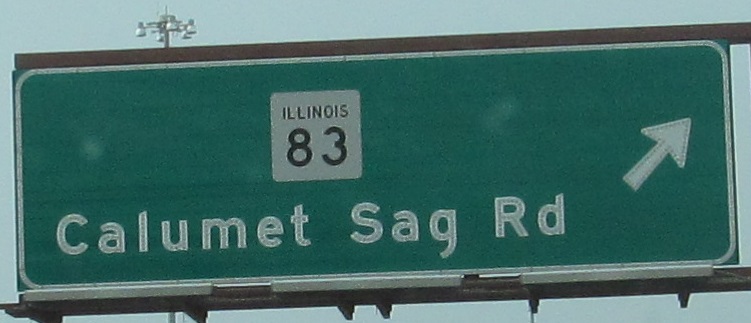 ILLINOIS
83
Calumet Sag Rd